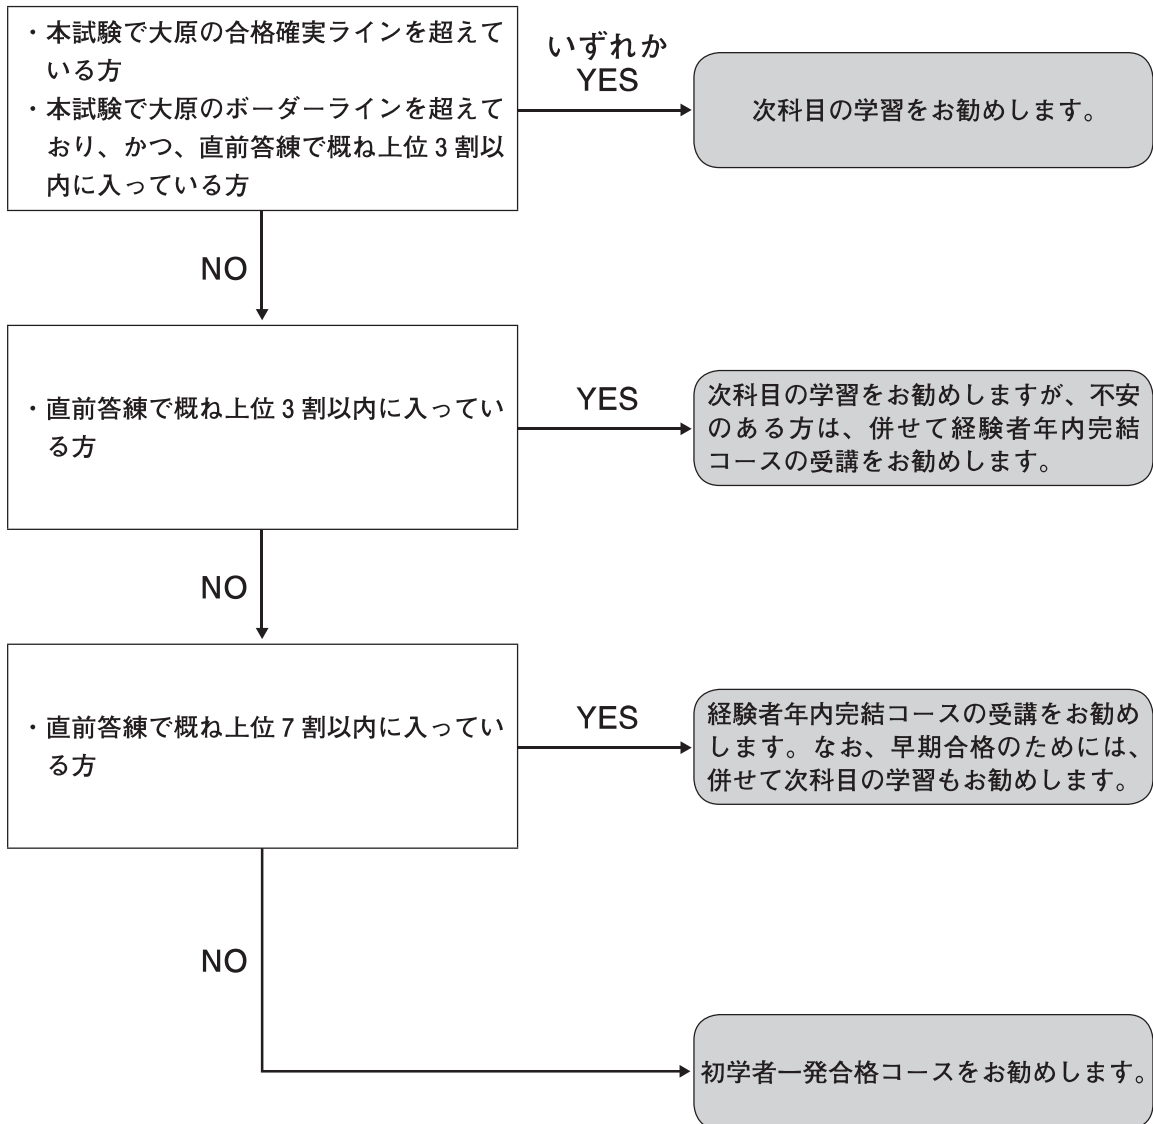 ・本試験で大原の合格確実ラインを超えて
いる方
・本試験で大原のボーダーラインを超えて
おり、かつ、直前答練で概ね上位3割以
内に入っている方
いずれか
YES
次科目の学習をお勧めします。
NO
・直前答練で概ね上位3割以内に入ってい
る方
YES
次科目の学習をお勧めしますが、不安
のある方は、併せて経験者年内完結
コースの受講をお勧めします。
NO
・直前答練で概ね上位7割以内に入ってい
る方
YES
経験者年内完結コースの受講をお勧め
します。なお、早期合格のためには、
併せて次科目の学習もお勧めします。
NO
初学者一発合格コースをお勧めします。